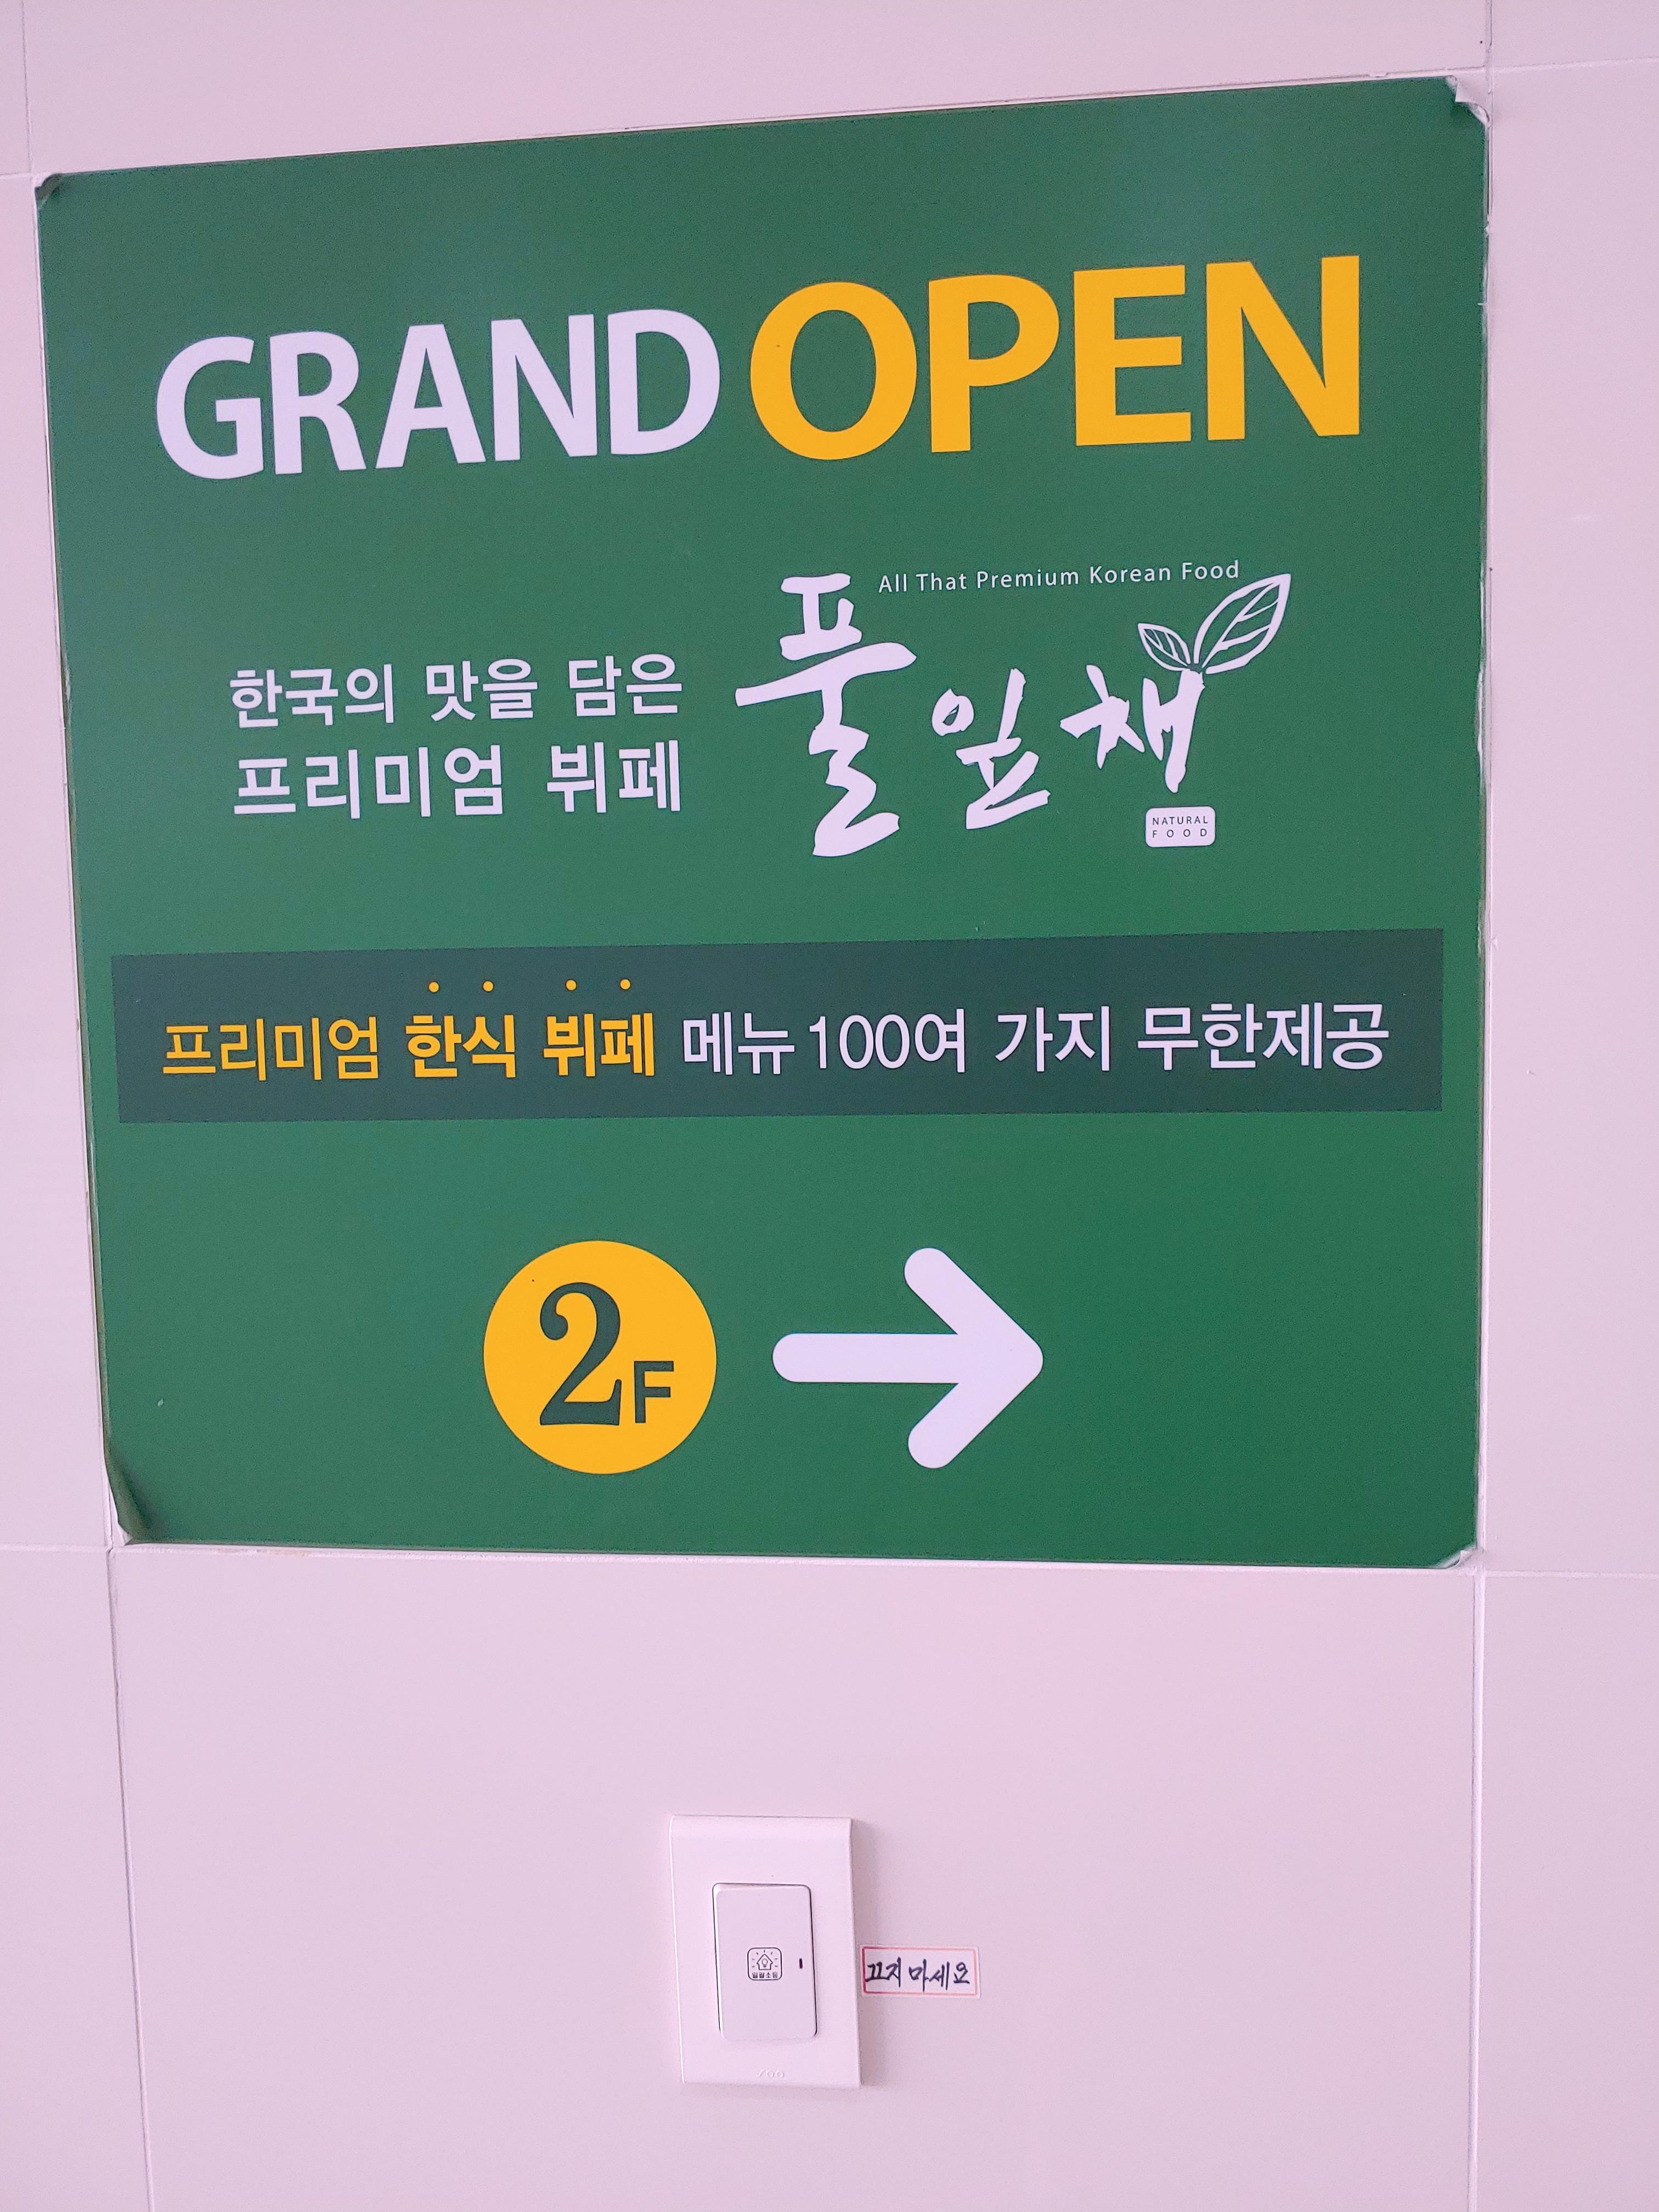 GRAND OPEN
All That Premium Korean Food
한국의 맛을 담은
프리미엄 뷔페
풀잎채
NATURAL
FOOD
프리미엄 한식 뷔페 메뉴 100여 가지 무한제공
2F
끄지 마세요